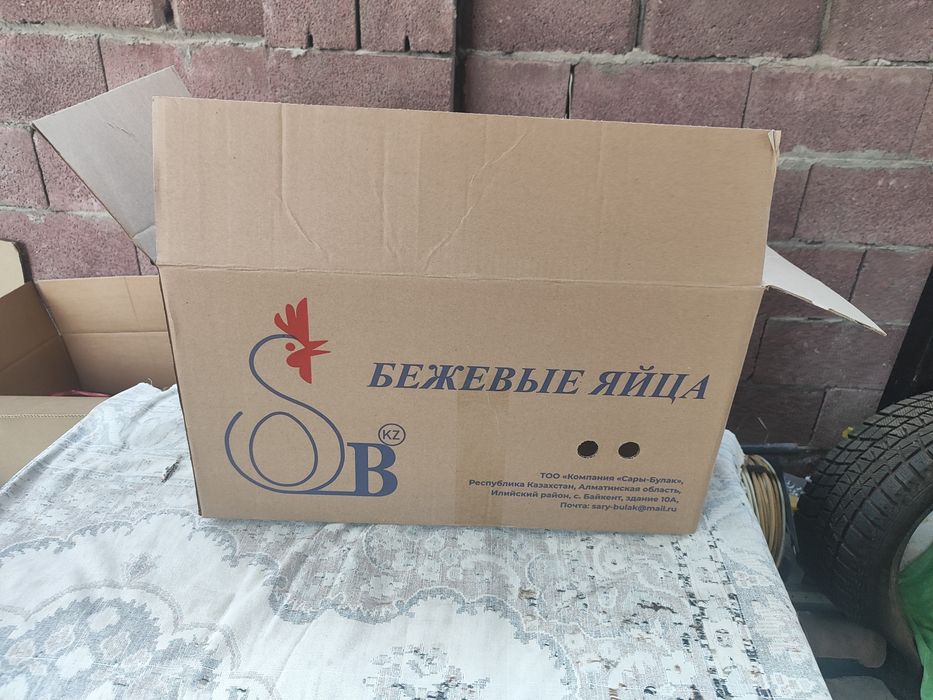 БЕЖЕВЫЕ ЯЙЦА
KZ
SB
ТОО «Компания «Сары-Булак»,
Республика Казахстан, Алматинская область,
Илийский район, с. Байкент, здание 10А,
Почта: sary-bulak@mail.ru